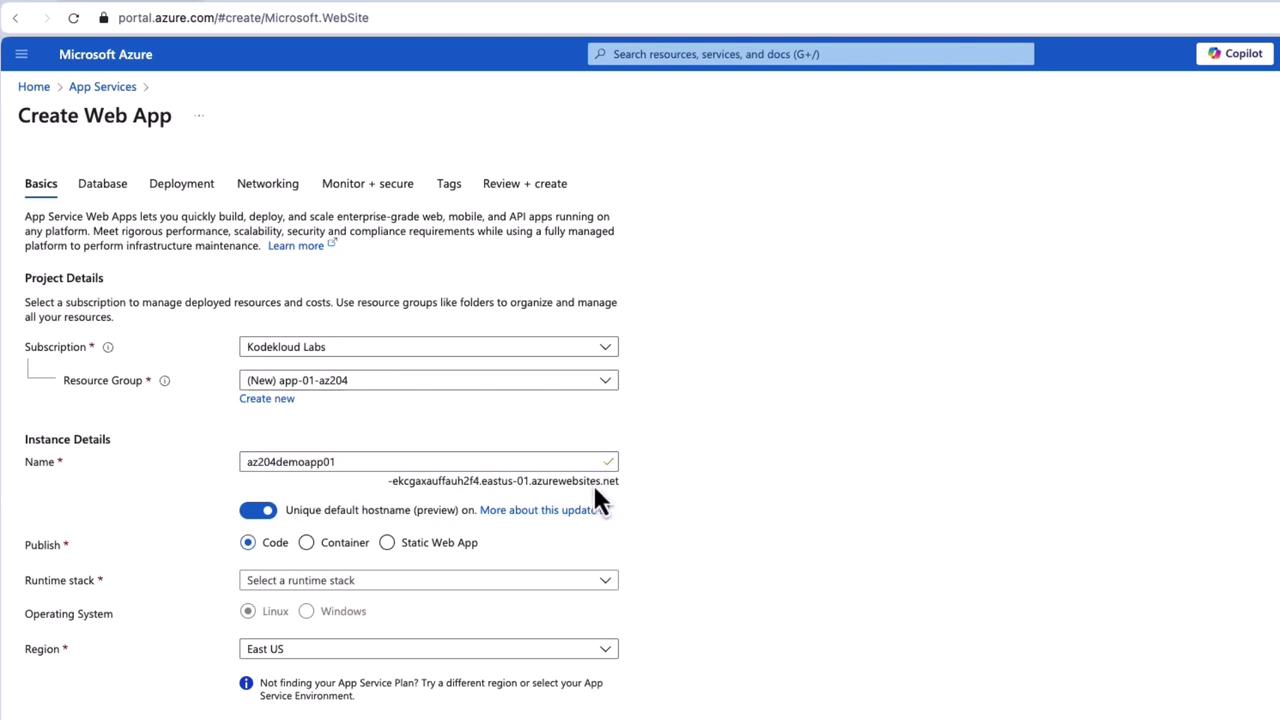 portal.azure.com/#create/Microsoft.WebSite
Microsoft Azure
Search resources, services, and docs (G+/)
Copilot
Home > App Services >
Create Web App ...
Basics Database Deployment Networking Monitor + secure Tags Review + create
App Service Web Apps lets you quickly build, deploy, and scale enterprise-grade web, mobile, and API apps running on
any platform. Meet rigorous performance, scalability, security and compliance requirements while using a fully managed
platform to perform infrastructure maintenance. Learn more
Project Details
Select a subscription to manage deployed resources and costs. Use resource groups like folders to organize and manage
all your resources.
Subscription * Kodekloud Labs
Resource Group * (New) app-01-az204
Create new
Instance Details
Name * az204demoapp01
-ekcgaxauffauh2f4.eastus-01.azurewebsites.net
Unique default hostname (preview) on. More about this update
Publish * Code Container Static Web App
Runtime stack * Select a runtime stack
Operating System Linux Windows
Region * East US
Not finding your App Service Plan? Try a different region or select your App
Service Environment.